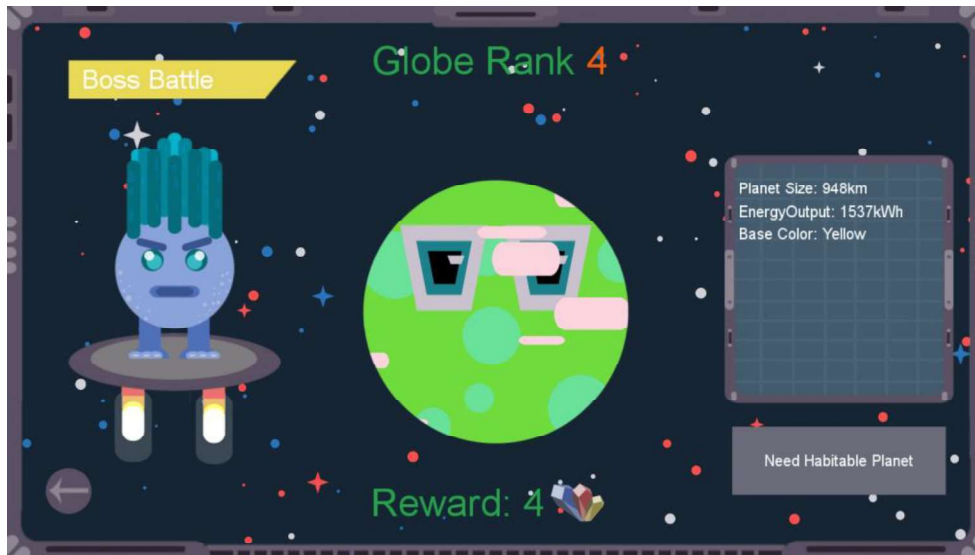 Boss Battle
Globe Rank 4
Planet Size: 948km
EnergyOutput: 1537kWh
Base Color: Yellow
Need Habitable Planet
Reward: 4